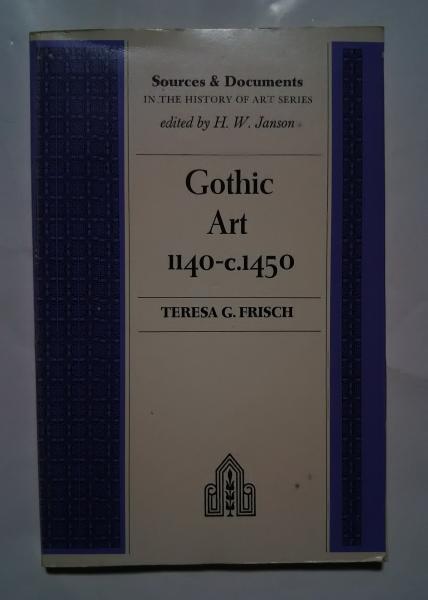 Sources & Documents
IN THE HISTORY OF ART SERIES
edited by H. W. Janson
Gothic
Art
1140-c.1450
TERESA G. FRISCH